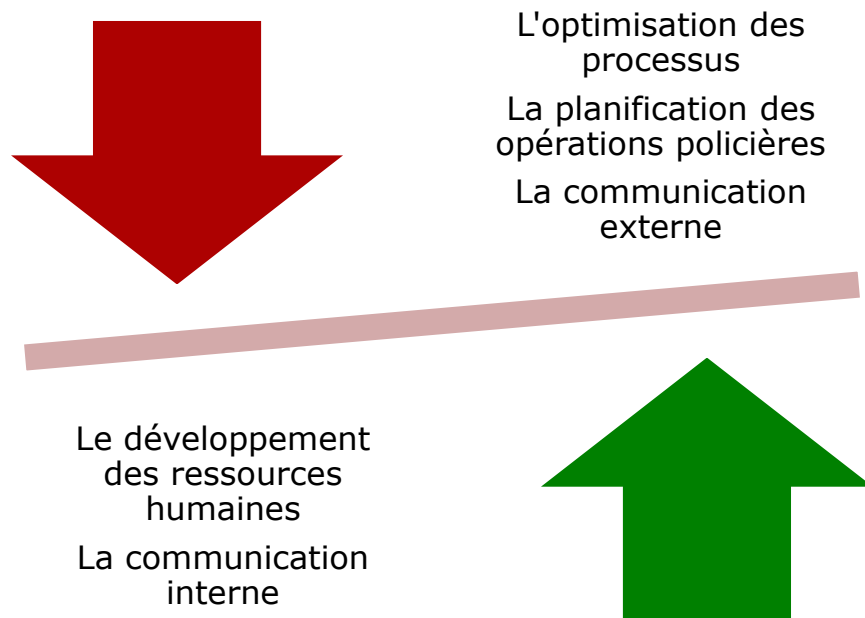 L'optimisation des
processus
La planification des
opérations policières
La communication
externe
Le développement
des ressources
humaines
La communication
interne